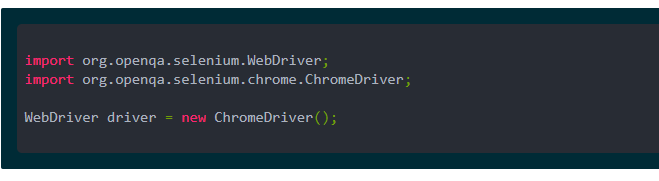 import org.openqa.selenium.WebDriver;
import org.openqa.selenium.chrome.ChromeDriver;
WebDriver driver = new ChromeDriver();